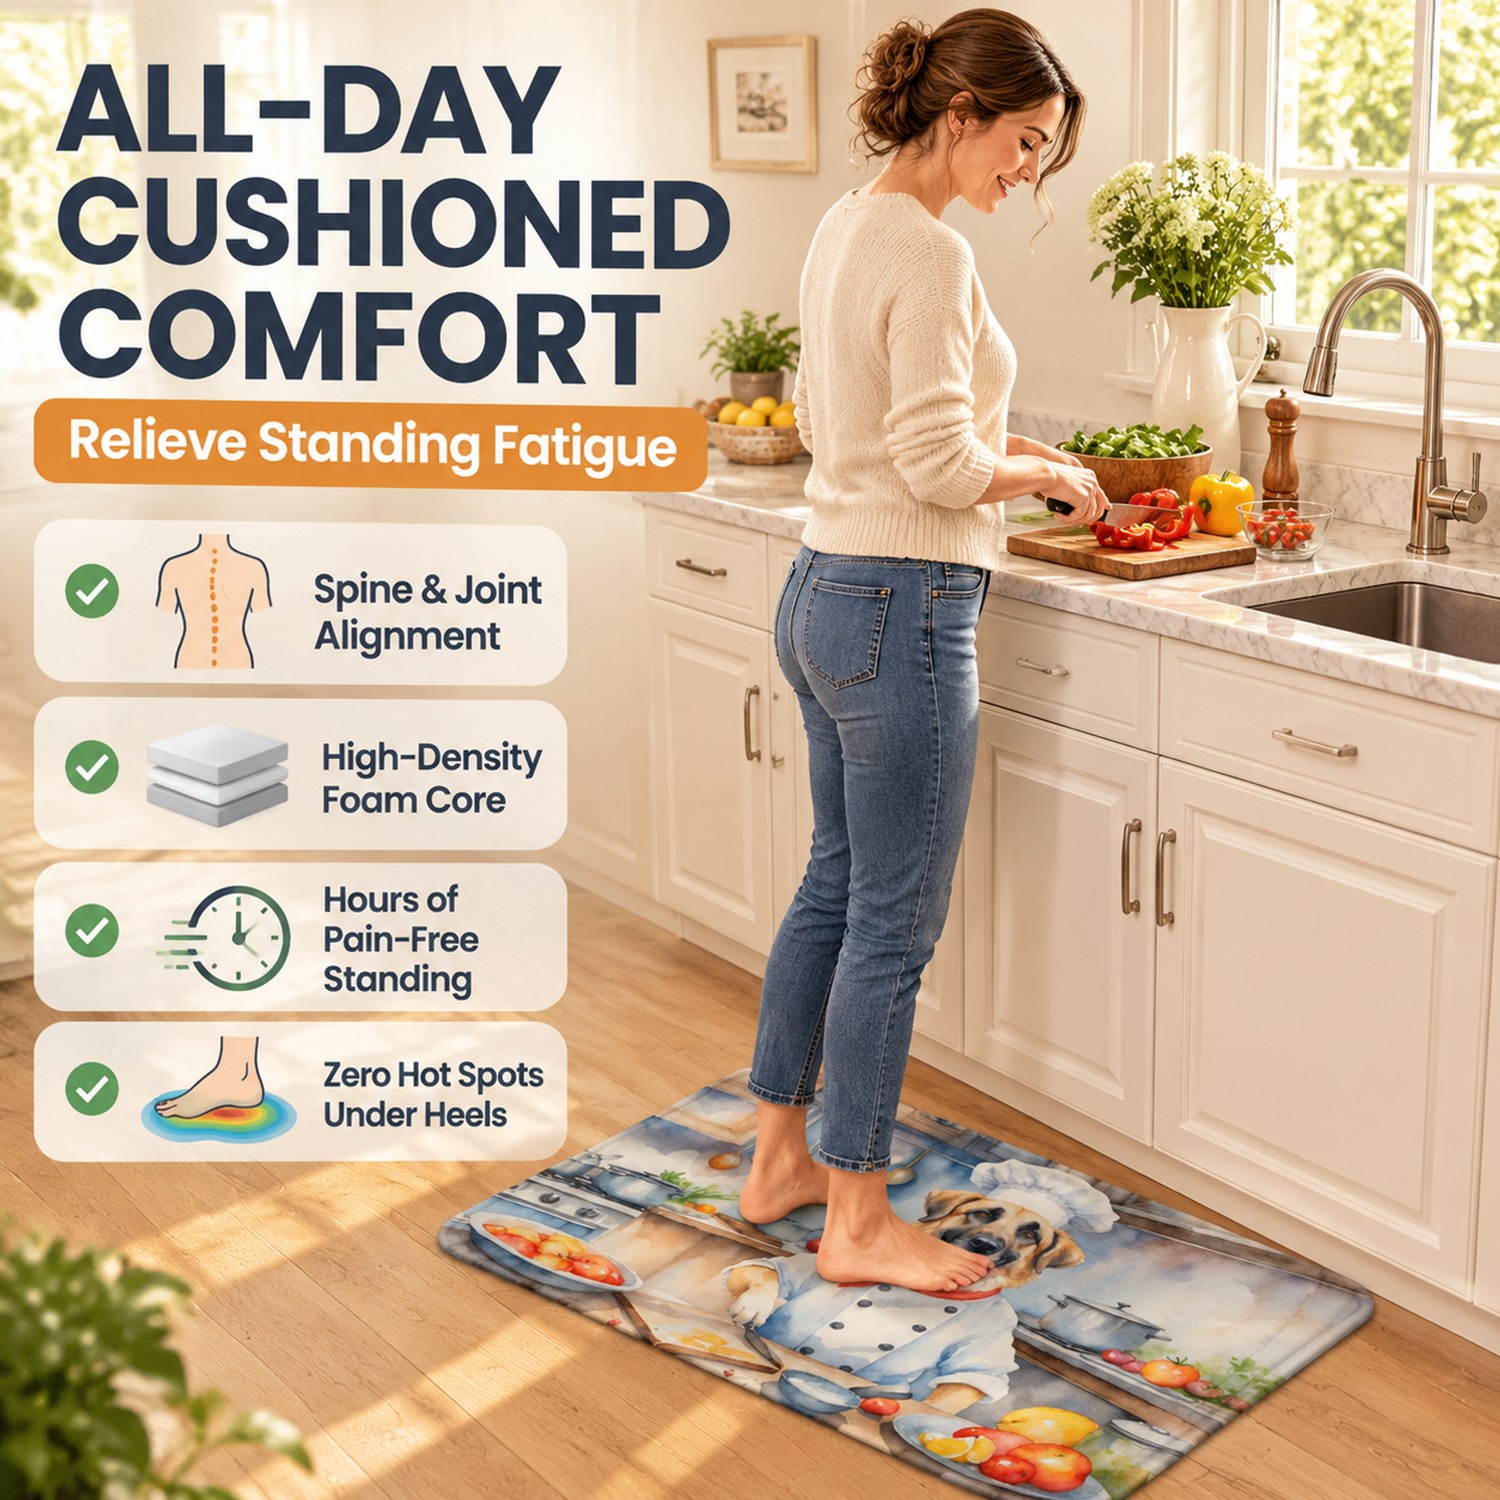 ALL-DAY
CUSHIONED
COMFORT
Relieve Standing Fatigue
Spine & Joint
Alignment
High-Density
Foam Core
Hours of
Pain-Free
Standing
Zero Hot Spots
Under Heels